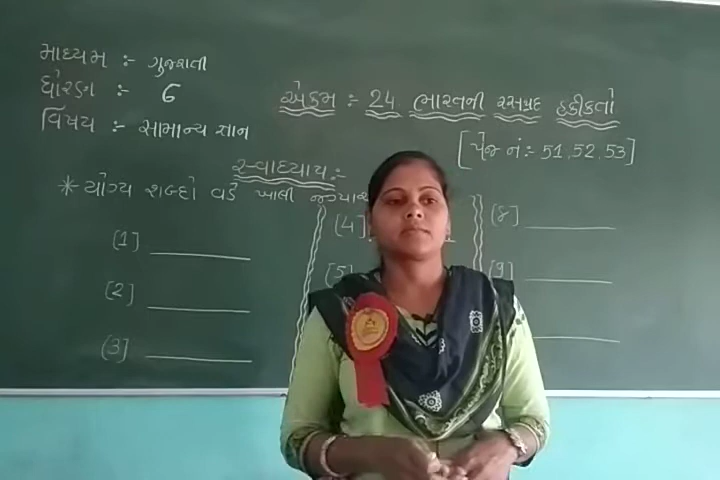 માધ્યમ :- ગુજરાતી
ધોરણ :- 6
વિષય :- સામાન્ય જ્ઞાન
એકમ :- 24 ભારતની રસપ્રદ હકીકતો
[પેજ નં:- 51, 52, 53]
સ્વાધ્યાય:-
* યોગ્ય શબ્દો વડે ખાલી
[1]
[2]
[3]
[4]
[5]
[8]
[9]